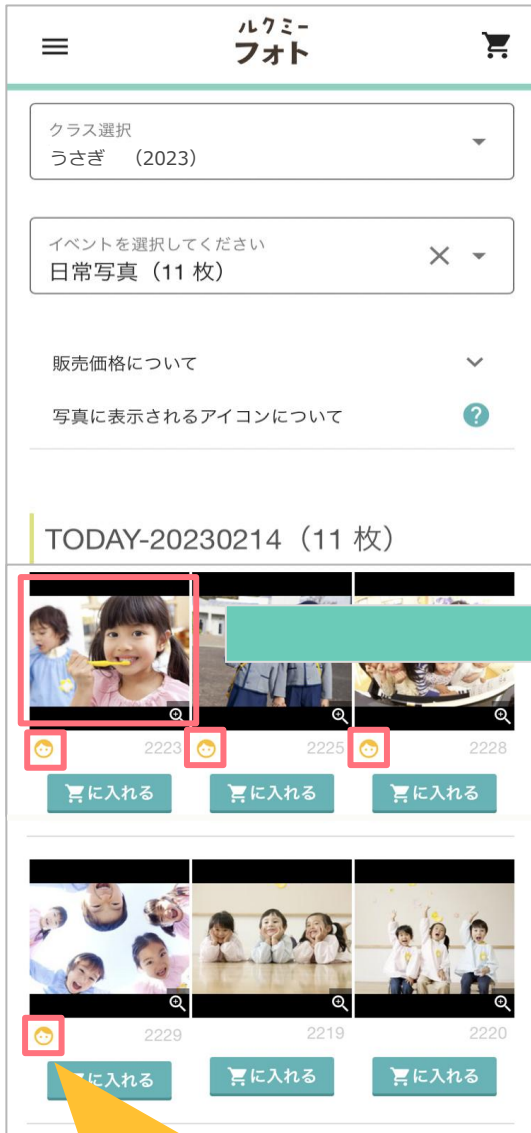 ルクミー
フォト
クラス選択
うさぎ （2023）
イベントを選択してください
日常写真（11 枚）
販売価格について
写真に表示されるアイコンについて
?
TODAY-20230214（11 枚）
2223 2225 2228
に入れる に入れる に入れる
2229 2219 2220
に入れる に入れる に入れる